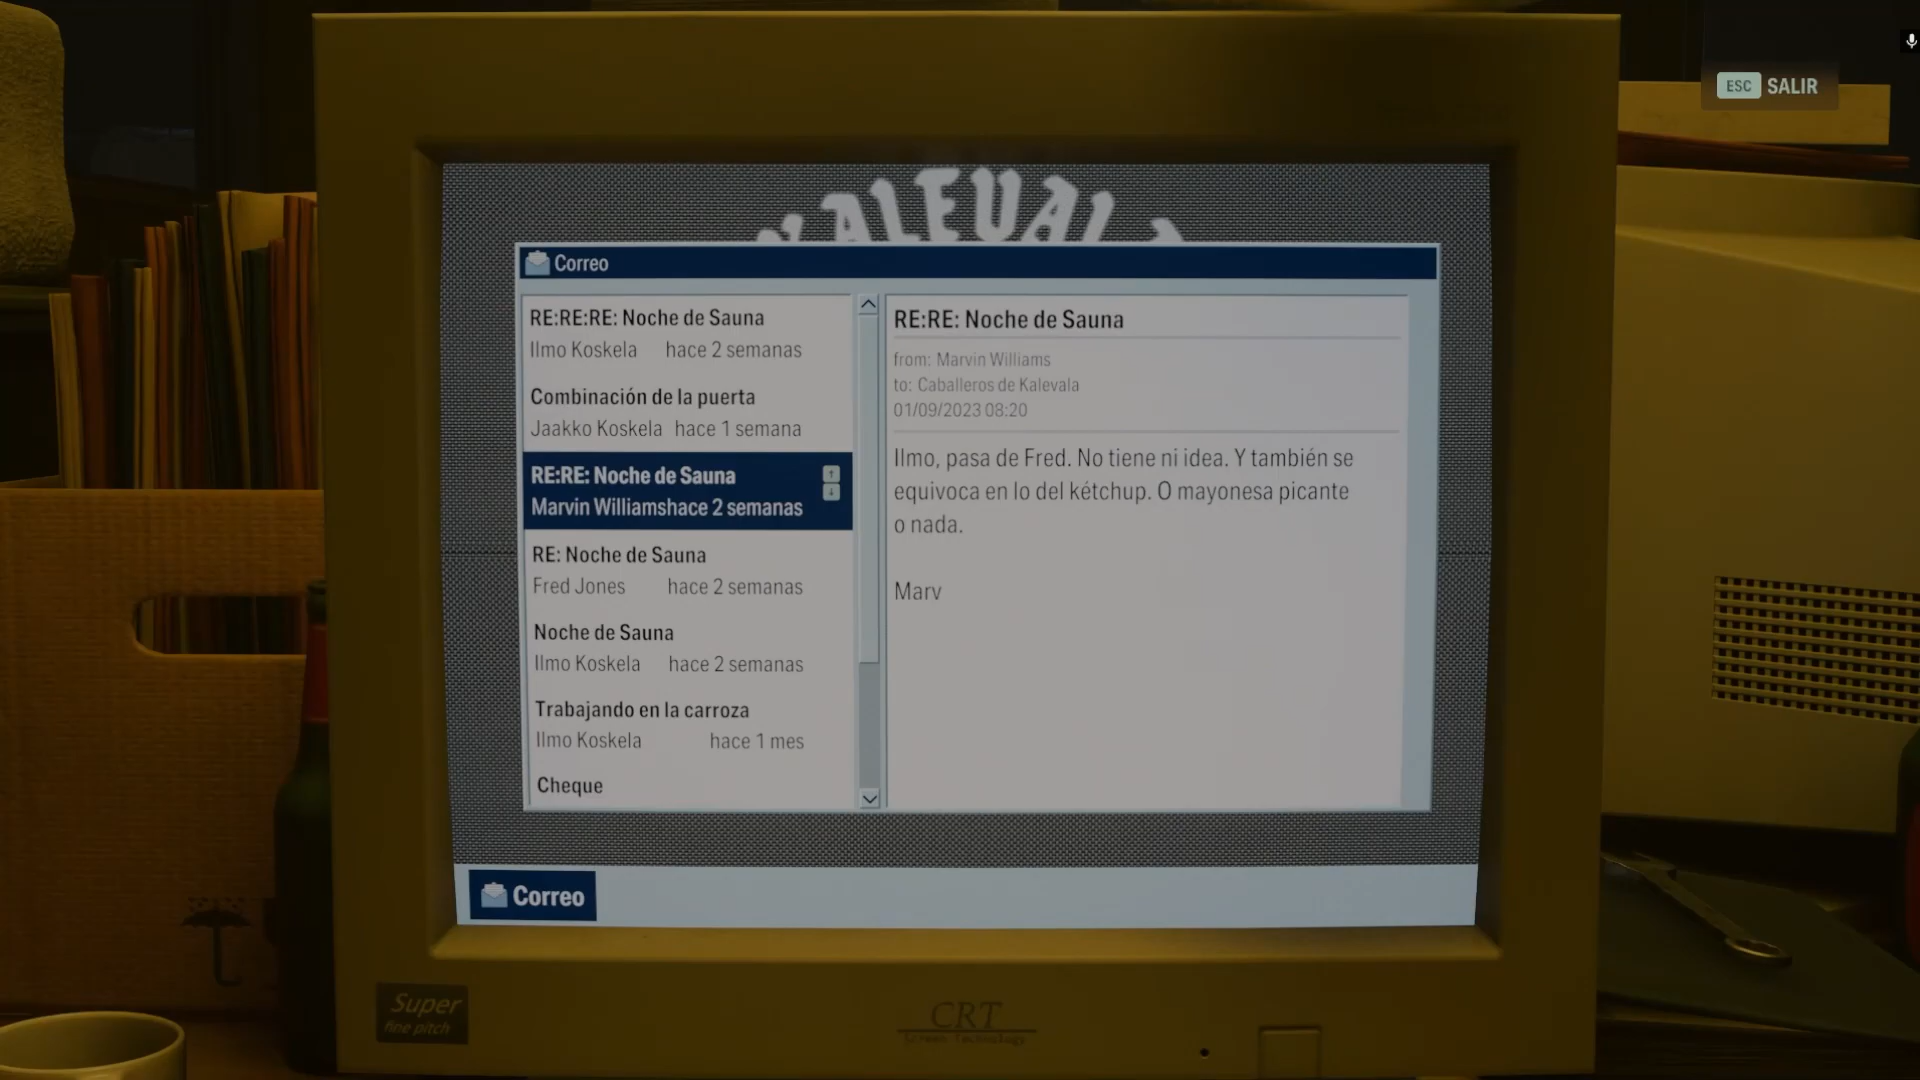 ESC SALIR
KALEVALA
Correo
RE:RE:RE: Noche de Sauna
Ilmo Koskela hace 2 semanas
Combinación de la puerta
Jaakko Koskela hace 1 semana
RE:RE: Noche de Sauna
Marvin Williamshace 2 semanas
RE: Noche de Sauna
Fred Jones hace 2 semanas
Noche de Sauna
Ilmo Koskela hace 2 semanas
Trabajando en la carroza
Ilmo Koskela hace 1 mes
Cheque
RE:RE: Noche de Sauna
from: Marvin Williams
to: Caballeros de Kalevala
01/09/2023 08:20
Ilmo, pasa de Fred. No tiene ni idea. Y también se
equivoca en lo del kétchup. O mayonesa picante
o nada.
Marv
Correo
Super
fine pitch
CRT
Screen Technology